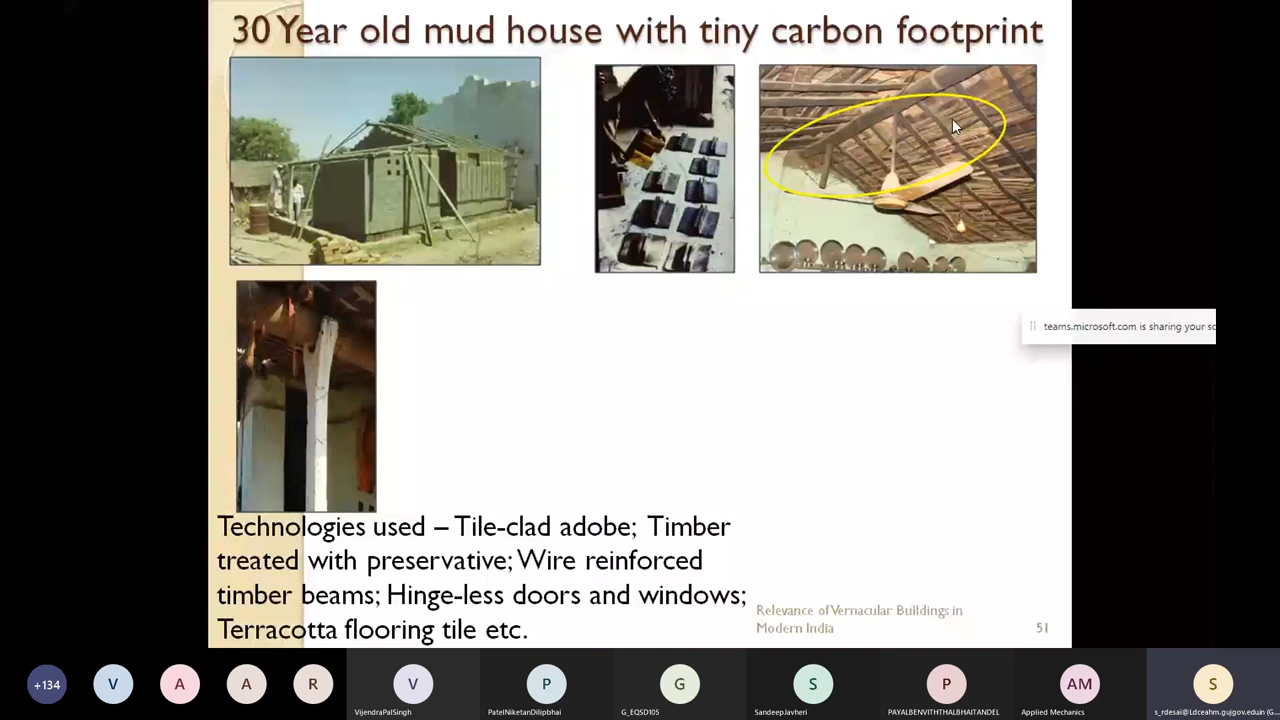 30 Year old mud house with tiny carbon footprint
teams.microsoft.com is sharing your sc
Technologies used – Tile-clad adobe; Timber
treated with preservative; Wire reinforced
timber beams; Hinge-less doors and windows;
Terracotta flooring tile etc.
Relevance of Vernacular Buildings in
Modern India
51
+134
V
A
A
R
V
P
G
S
P
AM
S
VijendraPalSingh
PatelNiketanDilipbhai
G_EQSD105
SandeepJavheri
PAYALBENVITHTHALBHAITANDEL
Applied Mechanics
s_rdesai@Ldceahm.gujgov.edu.in (G...